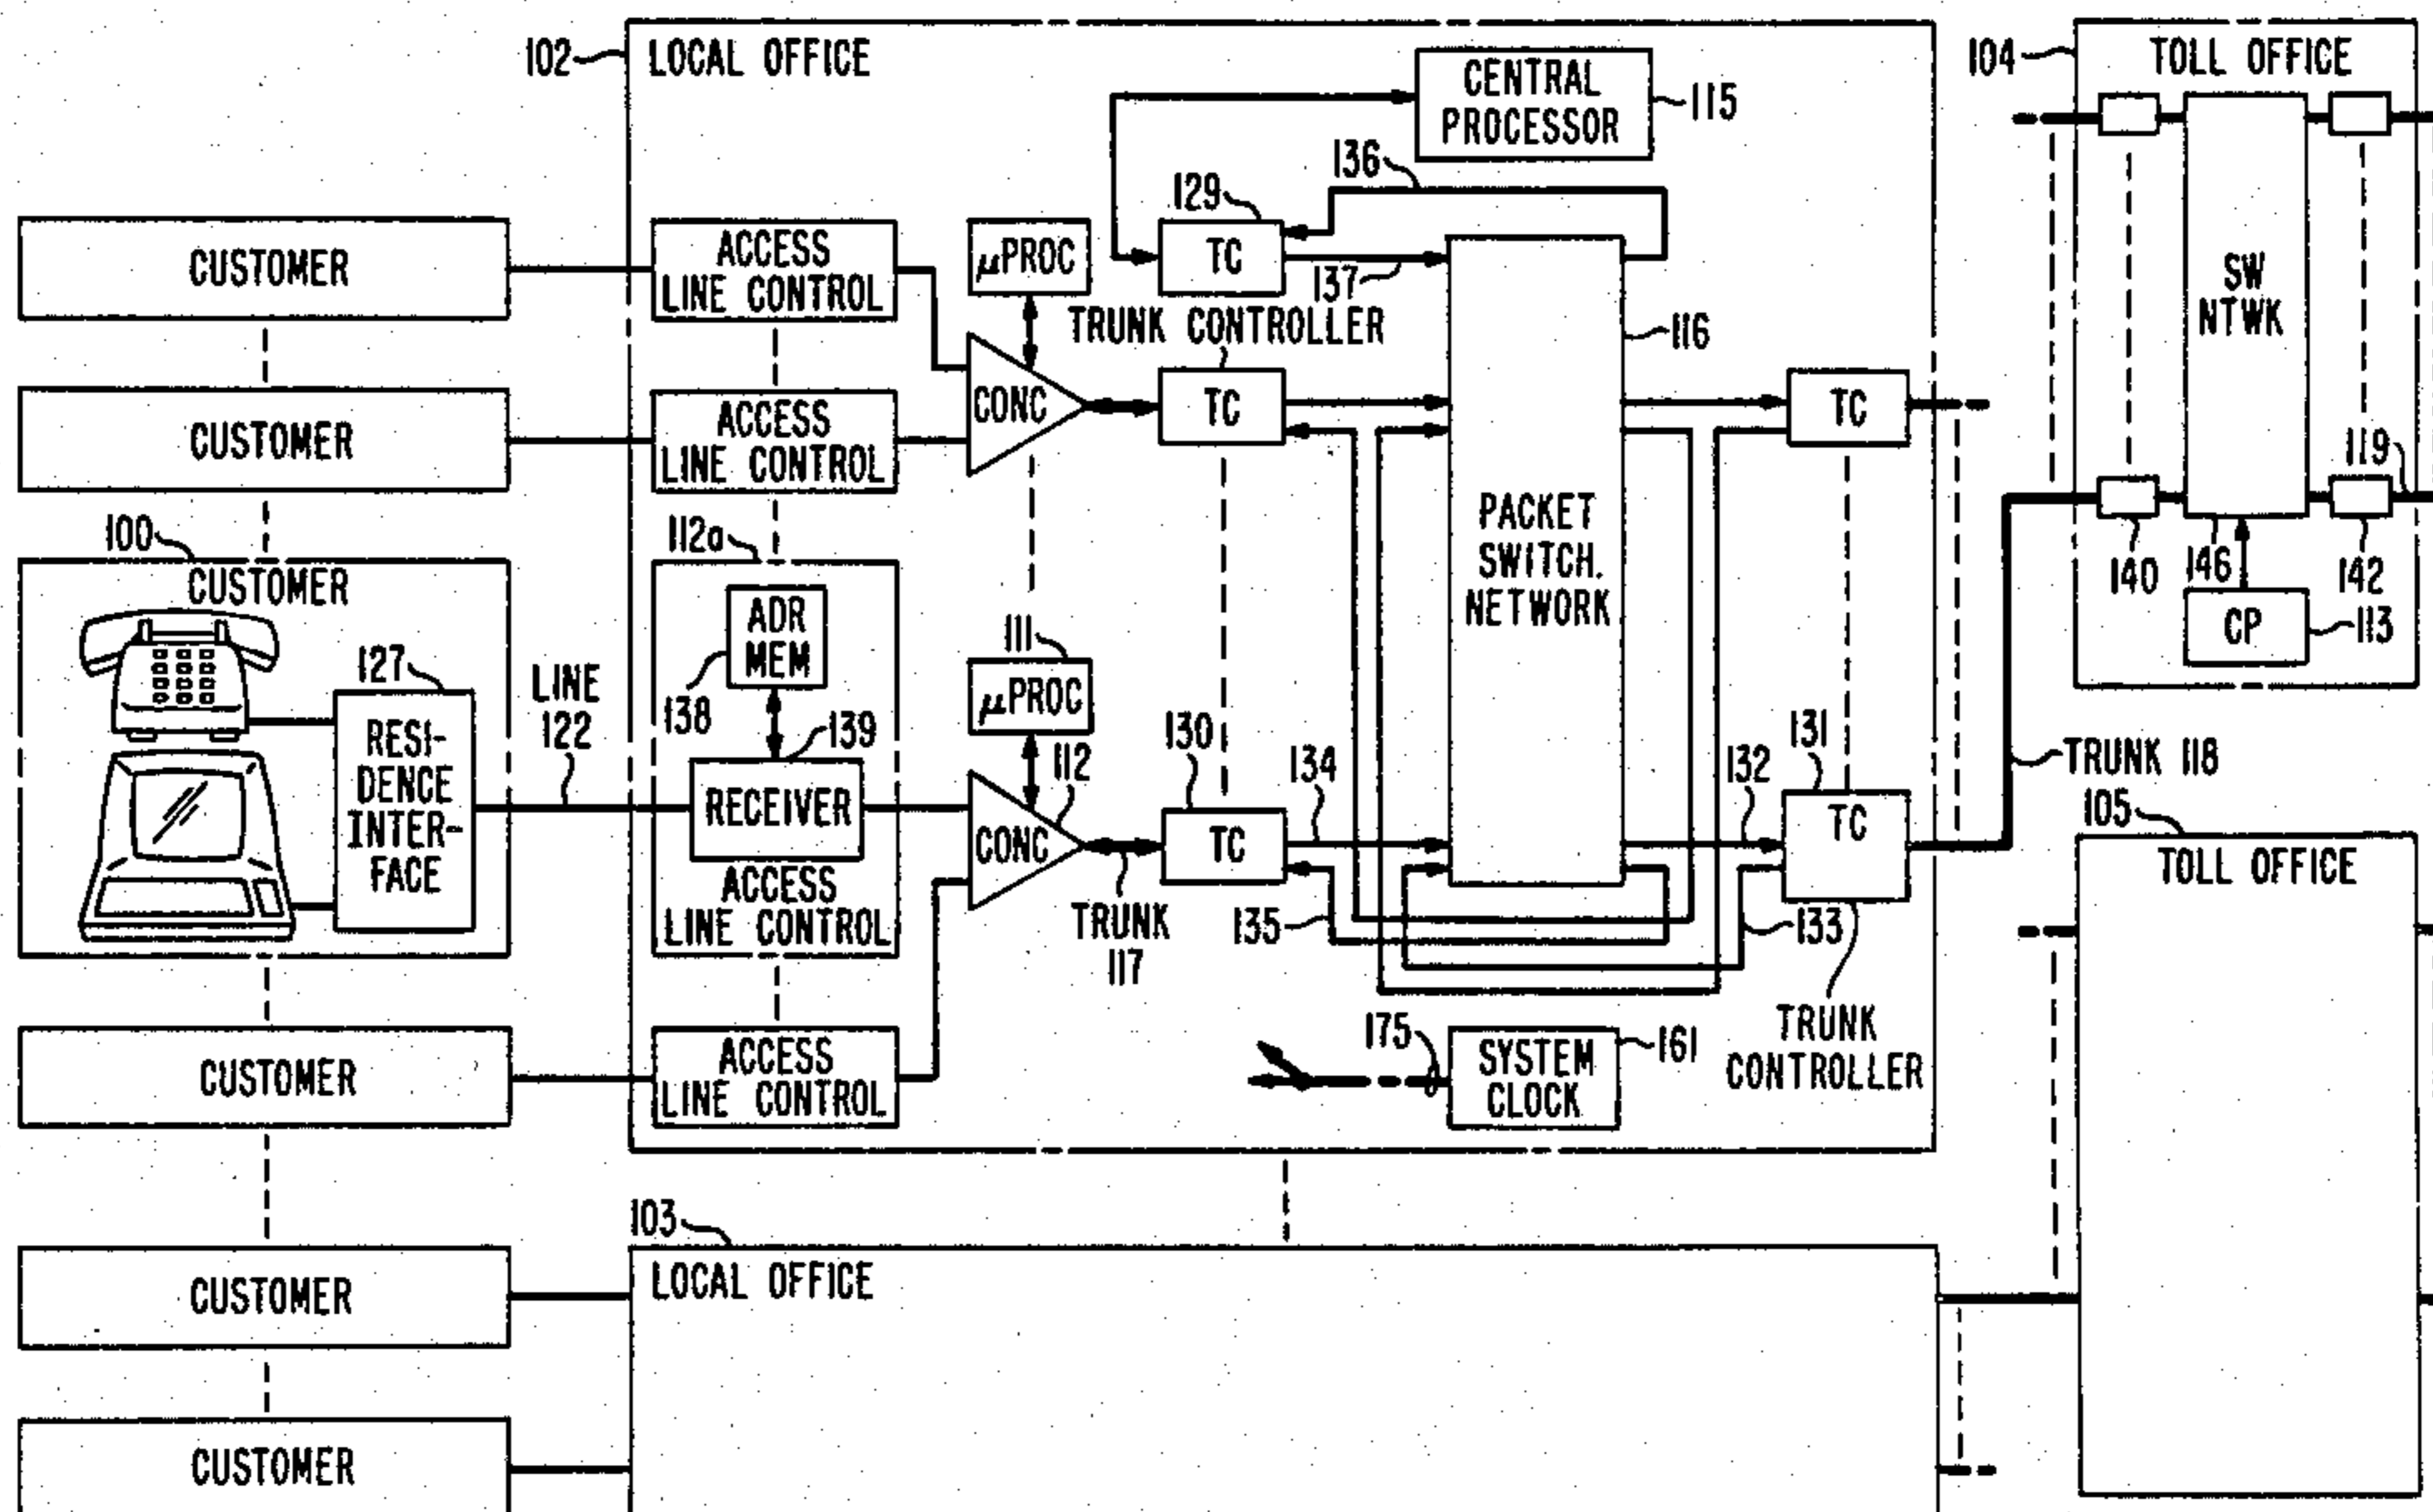 102
LOCAL OFFICE
CENTRAL
PROCESSOR
115
104
TOLL OFFICE
136
129
TC
137
µPROC
TRUNK CONTROLLER
CUSTOMER
ACCESS
LINE CONTROL
CONC
TC
116
TC
SW
NTWK
119
CUSTOMER
ACCESS
LINE CONTROL
PACKET
SWITCH.
NETWORK
140
146
142
CP
113
100
CUSTOMER
127
RESI-
DENCE
INTER-
FACE
LINE
122
112a
ADR
MEM
138
139
RECEIVER
ACCESS
LINE CONTROL
111
µPROC
112
CONC
TRUNK
117
130
TC
134
135
132
131
TC
133
TRUNK
CONTROLLER
TRUNK 118
105
TOLL OFFICE
CUSTOMER
ACCESS
LINE CONTROL
175
SYSTEM
CLOCK
161
103
LOCAL OFFICE
CUSTOMER
CUSTOMER